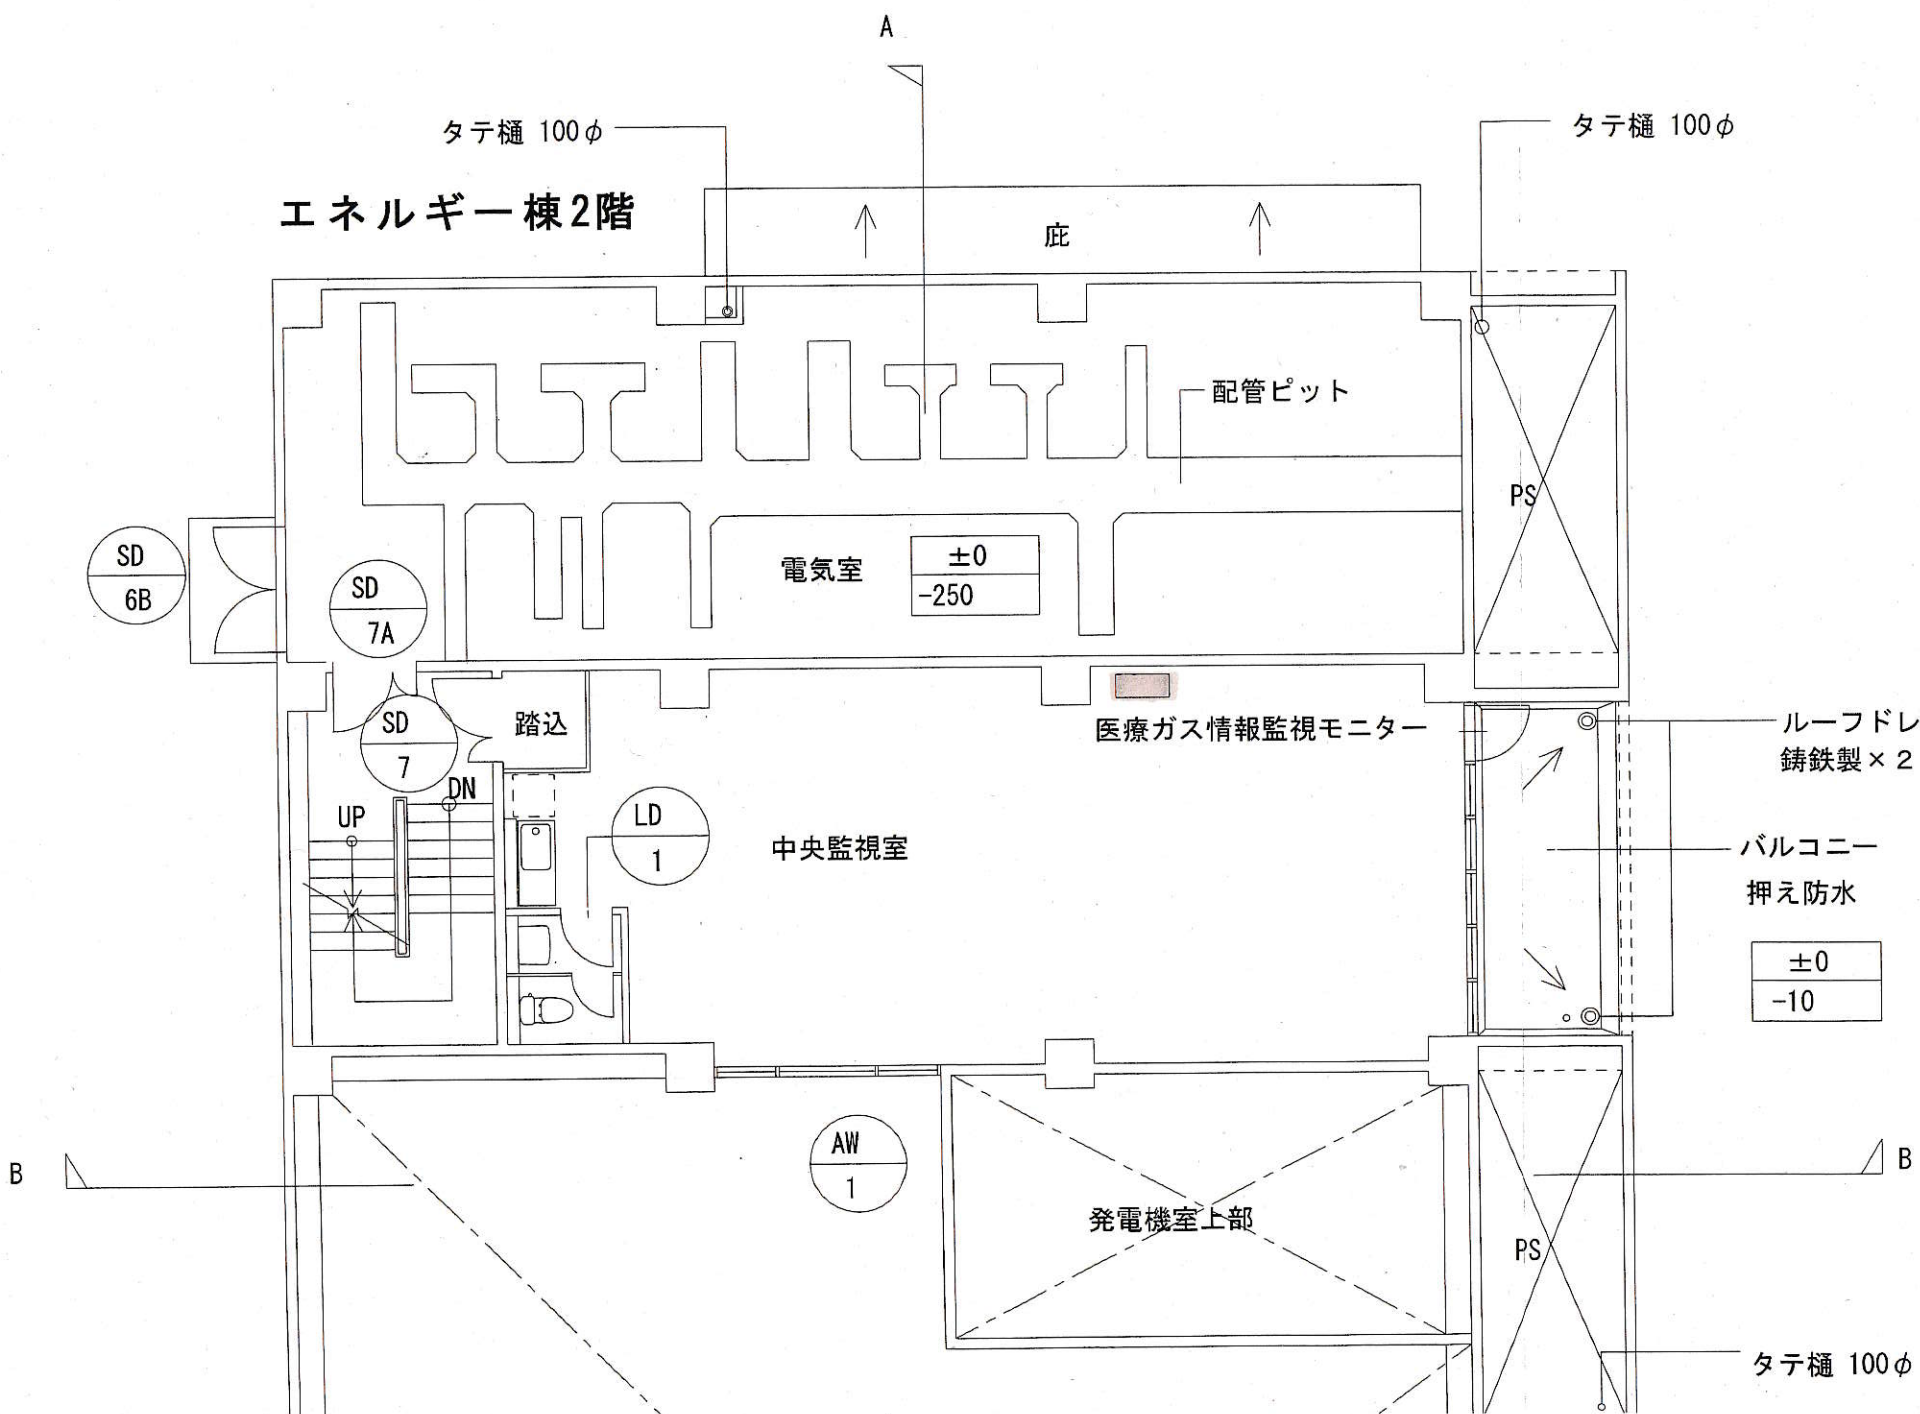 A
タテ樋 100φ
タテ樋 100φ
エネルギー棟2階
庇
配管ピット
PS
SD
6B
SD
7A
電気室
±0
-250
SD
7
踏込
医療ガス情報監視モニター
ルーフドレ
鋳鉄製×2
UP
DN
LD
1
中央監視室
バルコニー
押え防水
±0
-10
AW
1
B
B
発電機室上部
PS
タテ樋 100φ